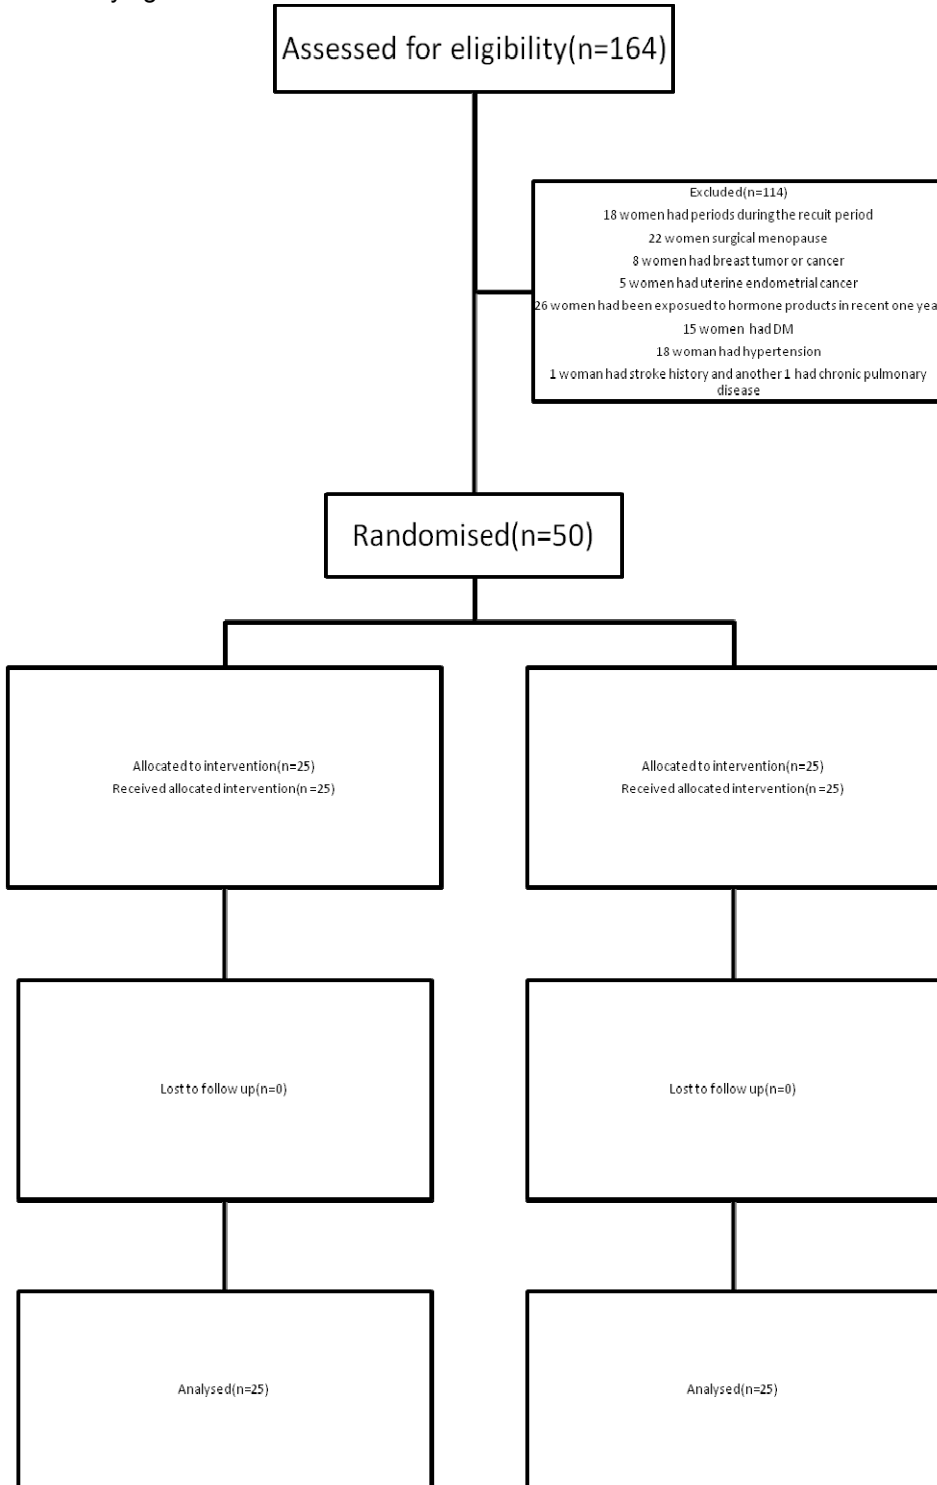 Assessed for eligibility(n=164)
Excluded(n=114)
18 women had periods during the recuit period
22 women surgical menopause
8 women had breast tumor or cancer
5 women had uterine endometrial cancer
26 women had been exposed to hormone products in recent one yea
15 women had DM
18 woman had hypertension
1 woman had stroke history and another 1 had chronic pulmonary
disease
Randomised(n=50)
Allocated to intervention(n=25)
Received allocated intervention(n=25)
Allocated to intervention(n=25)
Received allocated intervention(n=25)
Lost to follow up(n=0)
Lost to follow up(n=0)
Analysed(n=25)
Analysed(n=25)